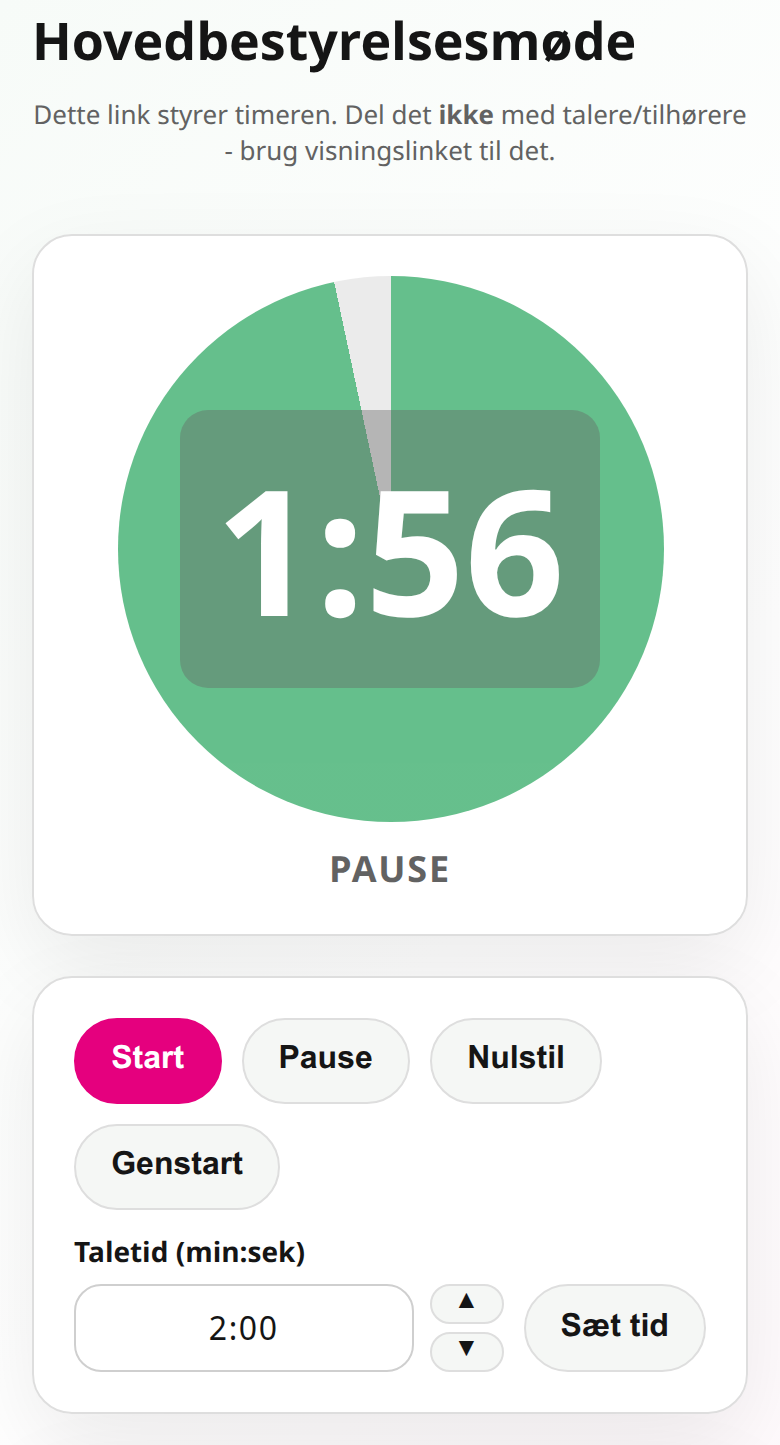 Hovedbestyrelsesmøde
Dette link styrer timeren. Del det ikke med talere/tilhørere
- brug visningslinket til det.
1:56
PAUSE
Start Pause Nulstil
Genstart
Taletid (min:sek)
2:00 ▲ ▼ Sæt tid